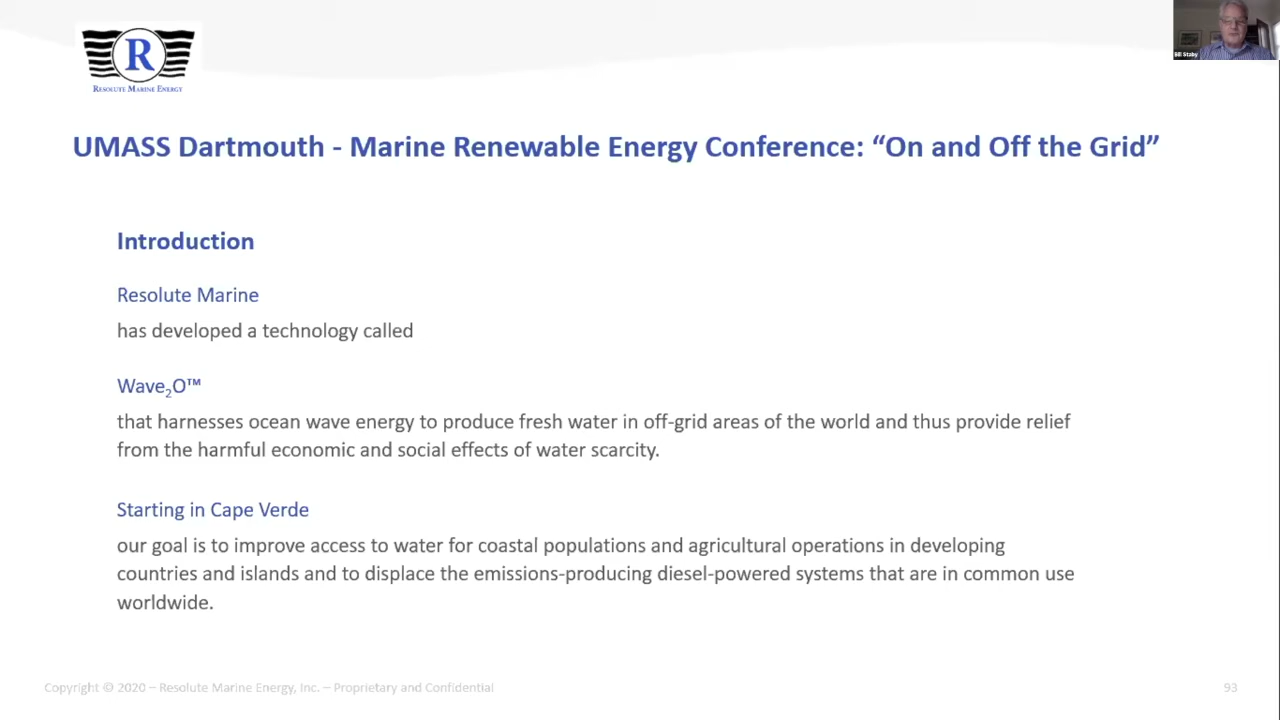 R
RESOLUTE MARINE ENERGY
Bill Staby
UMASS Dartmouth - Marine Renewable Energy Conference: “On and Off the Grid”
Introduction
Resolute Marine
has developed a technology called
Wave₂O™
that harnesses ocean wave energy to produce fresh water in off-grid areas of the world and thus provide relief
from the harmful economic and social effects of water scarcity.
Starting in Cape Verde
our goal is to improve access to water for coastal populations and agricultural operations in developing
countries and islands and to displace the emissions-producing diesel-powered systems that are in common use
worldwide.
Copyright © 2020 – Resolute Marine Energy, Inc. – Proprietary and Confidential
93